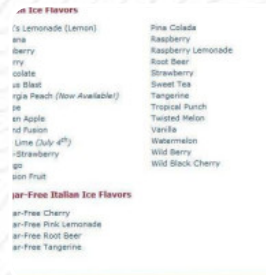 Ice Flavors
's Lemonade (Lemon)
ana
berry
rry
colate
us Blast
rgia Peach (Now Available!)
pe
en Apple
nd Fusion
Lime (July 4th)
-Strawberry
go
sion Fruit
Pina Colada
Raspberry
Raspberry Lemonade
Root Beer
Strawberry
Sweet Tea
Tangerine
Tropical Punch
Twisted Melon
Vanilla
Watermelon
Wild Berry
Wild Black Cherry
gar-Free Italian Ice Flavors
ar-Free Cherry
ar-Free Pink Lemonade
ar-Free Root Beer
ar-Free Tangerine